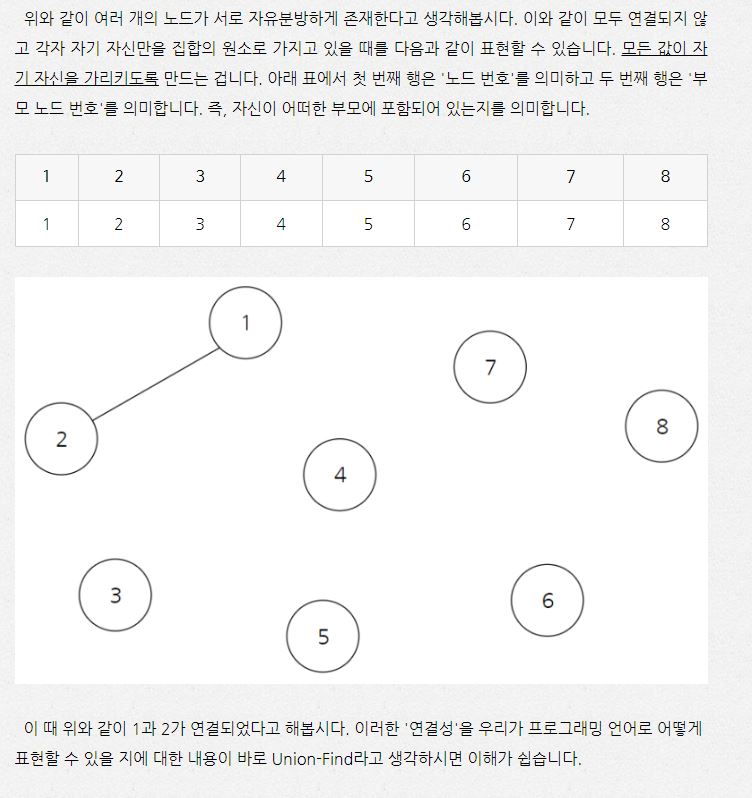 위와 같이 여러 개의 노드가 서로 자유분방하게 존재한다고 생각해봅시다. 이와 같이 모두 연결되지 않
고 각자 자기 자신만을 집합의 원소로 가지고 있을 때를 다음과 같이 표현할 수 있습니다. 모든 값이 자
기 자신을 가리키도록 만드는 겁니다. 아래 표에서 첫 번째 행은 '노드 번호'를 의미하고 두 번째 행은 '부
모 노드 번호'를 의미합니다. 즉, 자신이 어떠한 부모에 포함되어 있는지를 의미합니다.
1 2 3 4 5 6 7 8
1 2 3 4 5 6 7 8
1
7
8
2
4
3
6
5
이 때 위와 같이 1과 2가 연결되었다고 해봅시다. 이러한 '연결성'을 우리가 프로그래밍 언어로 어떻게
표현할 수 있을 지에 대한 내용이 바로 Union-Find라고 생각하시면 이해가 쉽습니다.